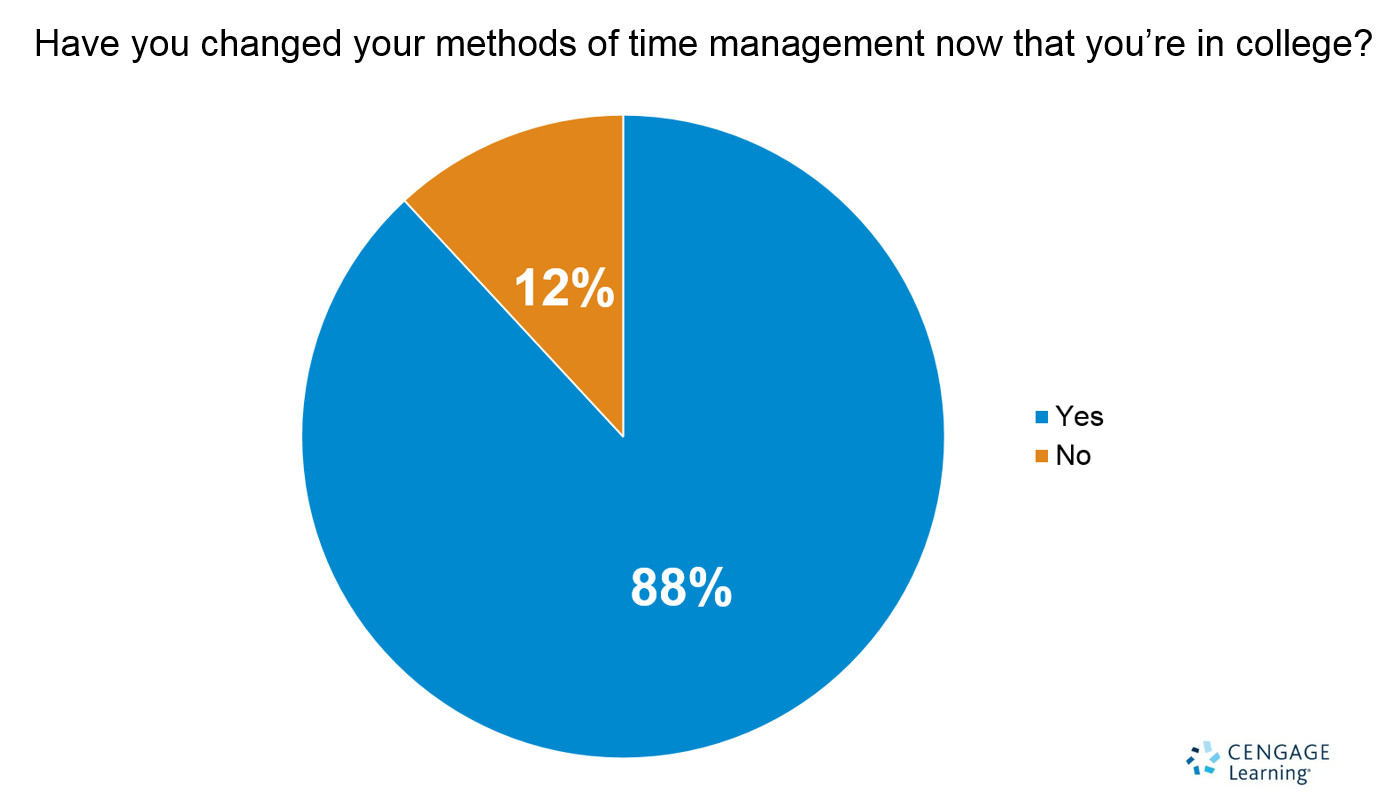 Have you changed your methods of time management now that you’re in college?
12%
88%
Yes
No
CENGAGE
Learning®